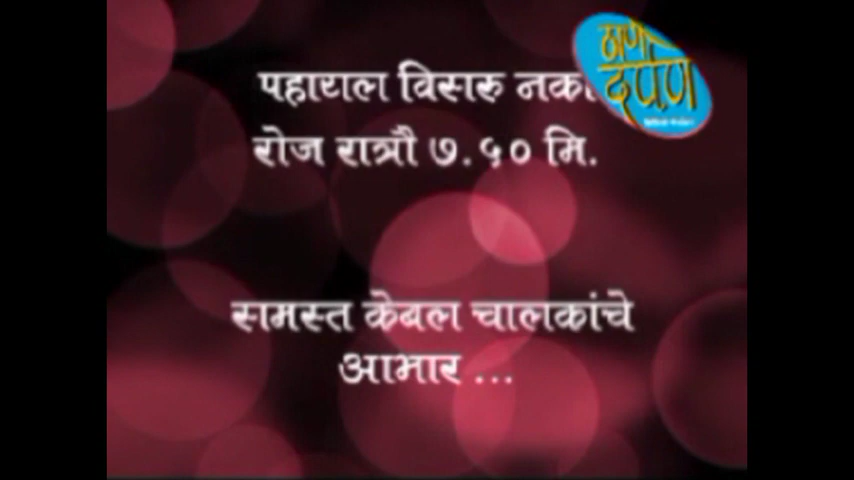 पहायल विसरु नका
ठाणे
दर्पण
रोज रात्रौ ७.५० मि.
समस्त केबल चालकांचे
आभार ...